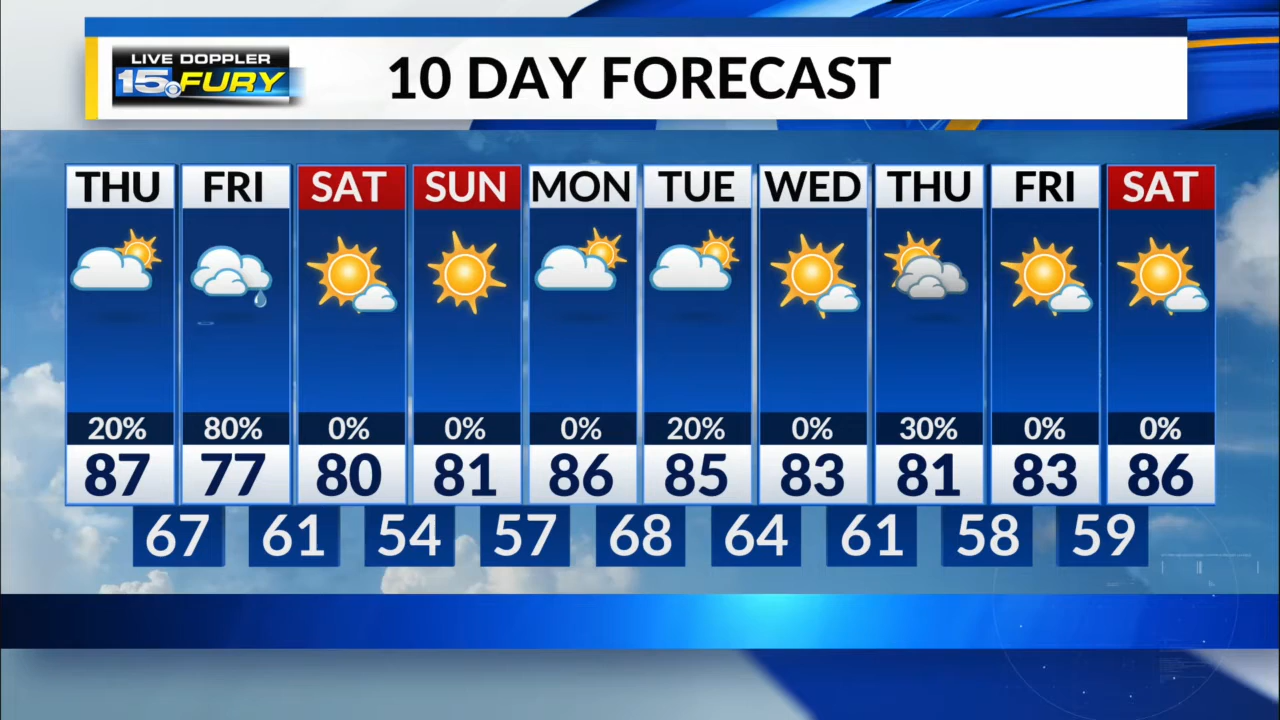 LIVE DOPPLER
15 FURY
10 DAY FORECAST
THU FRI SAT SUN MON TUE WED THU FRI SAT
20% 80% 0% 0% 0% 20% 0% 30% 0% 0%
87 77 80 81 86 85 83 81 83 86
67 61 54 57 68 64 61 58 59